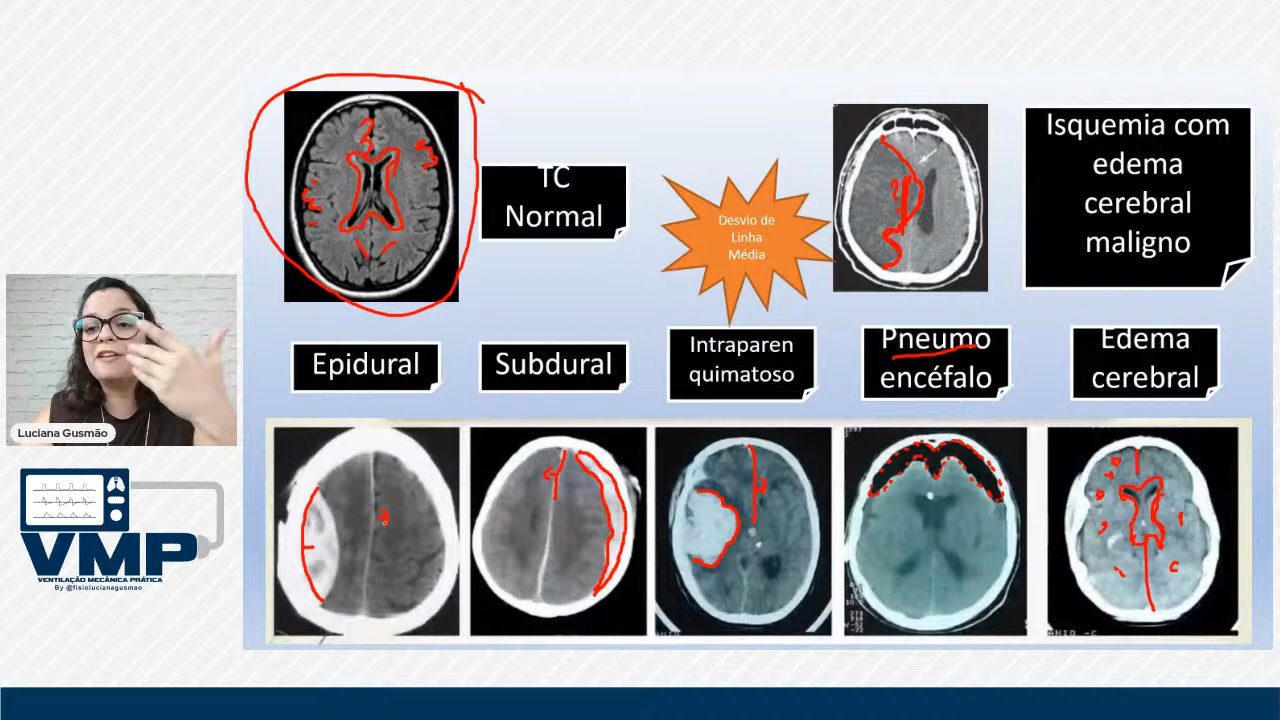 TC
Normal
Desvio de
Linha
Média
Isquemia com
edema
cerebral
maligno
Epidural
Subdural
Intraparen
quimatoso
Pneumo
encéfalo
Edema
cerebral
Luciana Gusmão
VMP
VENTILAÇÃO MECÂNICA PRÁTICA
By @fisiolucianagusmao
ANIO -C